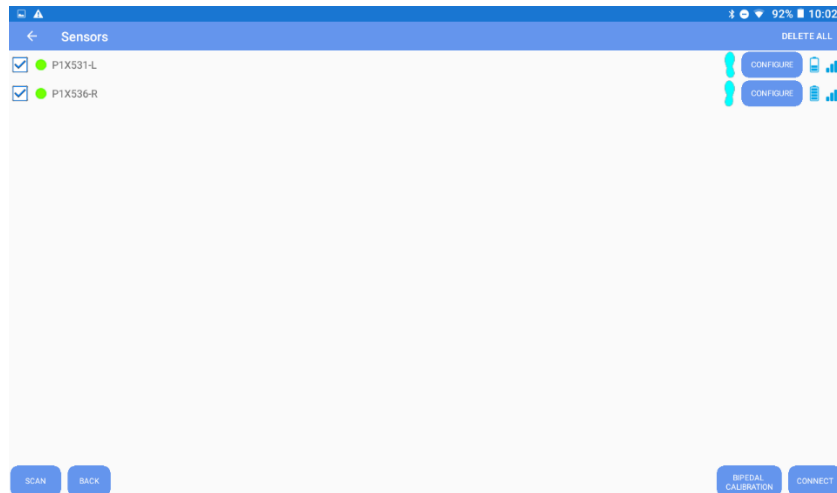 92% 10:02
Sensors DELETE ALL
P1X531-L CONFIGURE
P1X536-R CONFIGURE
SCAN BACK BIPEDAL CALIBRATION CONNECT